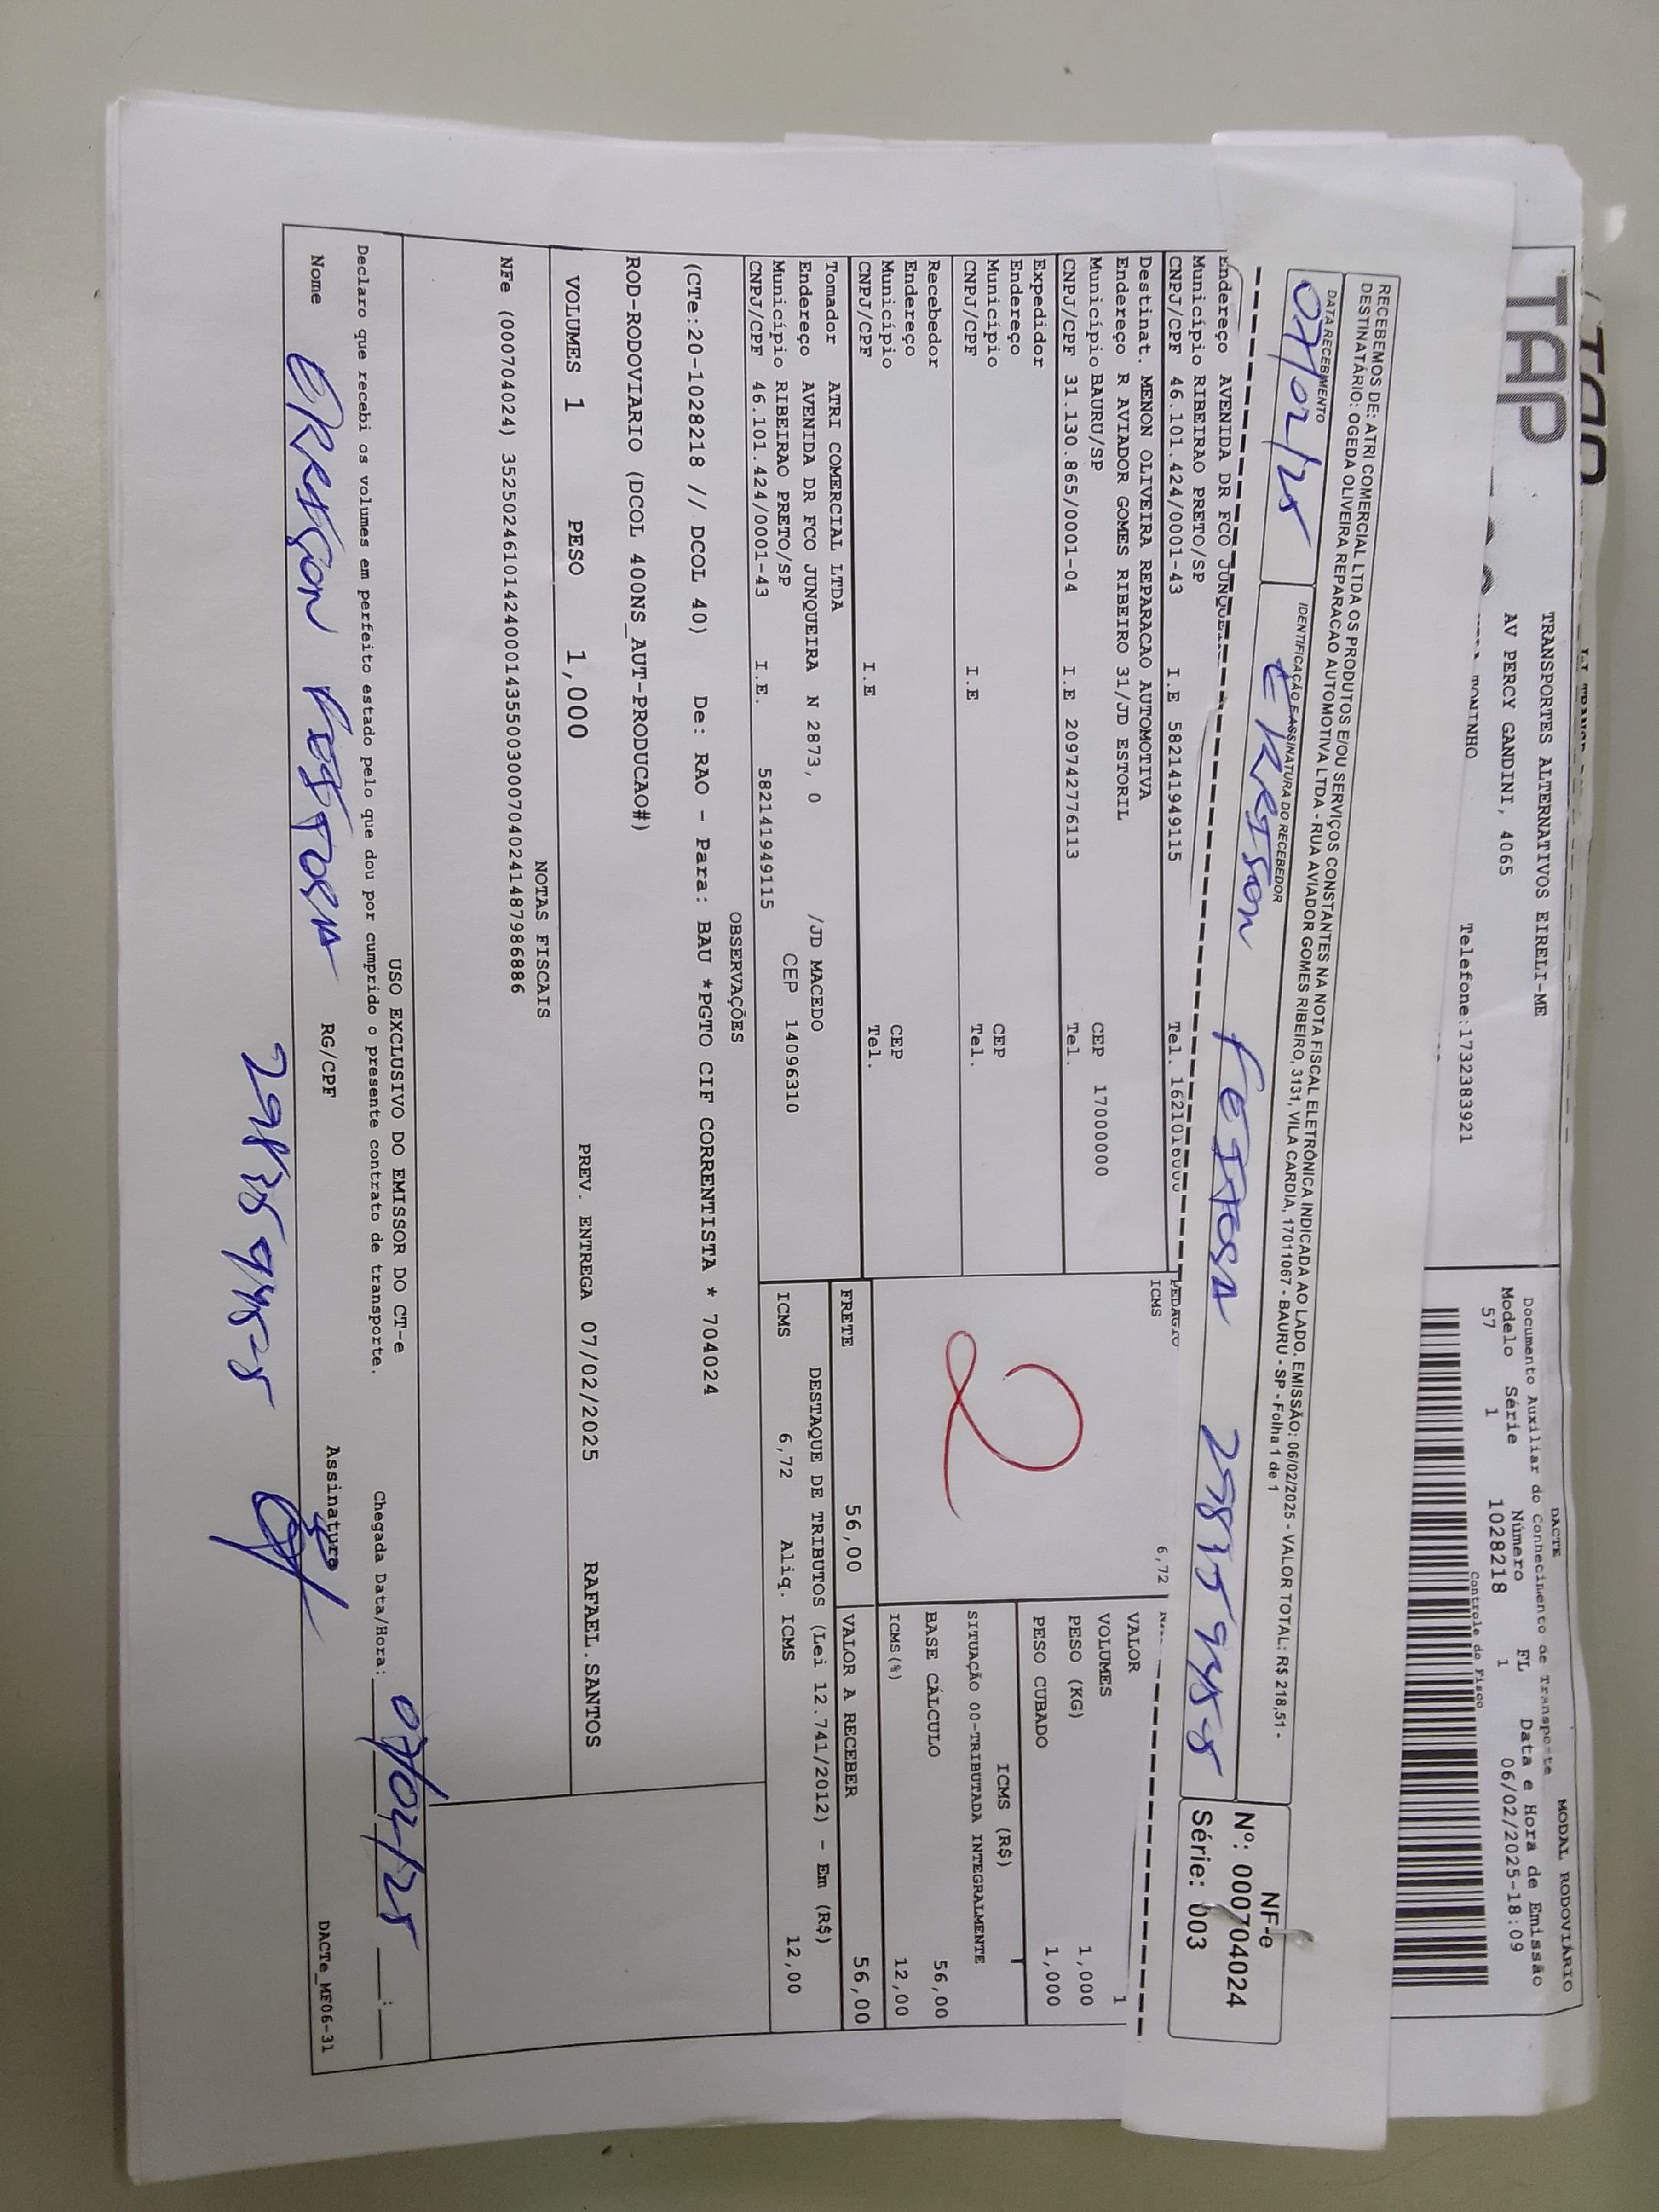 TAP
TRANSPORTES ALTERNATIVOS EIRELI-ME
AV PERCY GANDINI, 4065
TONINHO
Telefone:1732383921
DACTE
Documento Auxiliar do Conhecimento de Transporte
MODAL RODOVIÁRIO
Modelo Série Número FL Data e Hora de Emissão
57 1 1028218 1 06/02/2025-18:09
Controle do Fisco
RECEBEMOS DE: ATRI COMERCIAL LTDA OS PRODUTOS E/OU SERVIÇOS CONSTANTES NA NOTA FISCAL ELETRÔNICA INDICADA AO LADO. EMISSÃO: 06/02/2025 - VALOR TOTAL: R$ 218,51 -
DESTINATÁRIO: OGEDA OLIVEIRA REPARACAO AUTOMOTIVA LTDA - RUA AVIADOR GOMES RIBEIRO, 3131, VILA CARDIA, 17011067 - BAURU - SP - Folha 1 de 1
DATA RECEBIMENTO
IDENTIFICAÇÃO E ASSINATURA DO RECEBEDOR
07/02/25
NF-e
Nº: 000704024
Série: 003
Endereço AVENIDA DR FCO
Município RIBEIRAO PRETO/SP
CNPJ/CPF 46.101.424/0001-43 I.E 582141949115 Tel.
PEDAGIO
ICMS 6,72
Destinat. MENON OLIVEIRA REPARACAO AUTOMOTIVA
Endereço R AVIADOR GOMES RIBEIRO 31/JD ESTORIL
Município BAURU/SP CEP 17000000
CNPJ/CPF 31.130.865/0001-04 I.E 209742776113 Tel.
VALOR
VOLUMES 1
PESO (KG) 1,000
PESO CUBADO 1,000
Expedidor
Endereço
Município CEP
CNPJ/CPF I.E Tel.
2
ICMS (R$)
SITUAÇÃO 00-TRIBUTADA INTEGRALMENTE
BASE CÁLCULO 56,00
ICMS(%) 12,00
Recebedor
Endereço
Município CEP
CNPJ/CPF I.E Tel.
FRETE 56,00 VALOR A RECEBER 56,00
Tomador ATRI COMERCIAL LTDA
Endereço AVENIDA DR FCO JUNQUEIRA N 2873, 0 /JD MACEDO
Município RIBEIRAO PRETO/SP CEP 14096310
CNPJ/CPF 46.101.424/0001-43 I.E. 582141949115
DESTAQUE DE TRIBUTOS (Lei 12.741/2012) - Em (R$)
ICMS 6,72 Aliq. ICMS 12,00
OBSERVAÇÕES
(CTe:20-1028218 // DCOL 40) De: RAO - Para: BAU *PGTO CIF CORRENTISTA * 704024
ROD-RODOVIARIO (DCOL 400NS_AUT-PRODUCAO#)
VOLUMES 1 PESO 1,000 PREV. ENTREGA 07/02/2025 RAFAEL.SANTOS
NOTAS FISCAIS
NFe (000704024) 35250246101424000143550030007040241487986886
USO EXCLUSIVO DO EMISSOR DO CT-e
Declaro que recebi os volumes em perfeito estado pelo que dou por cumprido o presente contrato de transporte.
Chegada Data/Hora: 07/02/25 __:__
Nome RG/CPF Assinatura DACTe_MF06-31